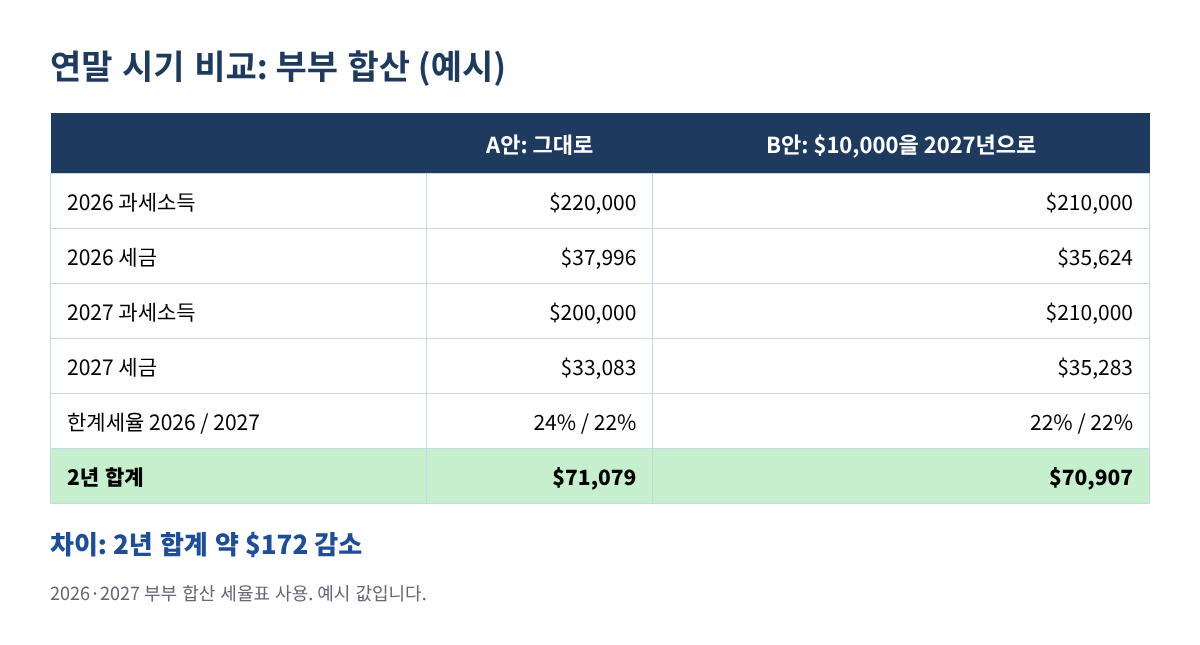 연말 시기 비교: 부부 합산 (예시)
A안: 그대로 B안: $10,000을 2027년으로
2026 과세소득 $220,000 $210,000
2026 세금 $37,996 $35,624
2027 과세소득 $200,000 $210,000
2027 세금 $33,083 $35,283
한계세율 2026 / 2027 24% / 22% 22% / 22%
2년 합계 $71,079 $70,907
차이: 2년 합계 약 $172 감소
2026·2027 부부 합산 세율표 사용. 예시 값입니다.